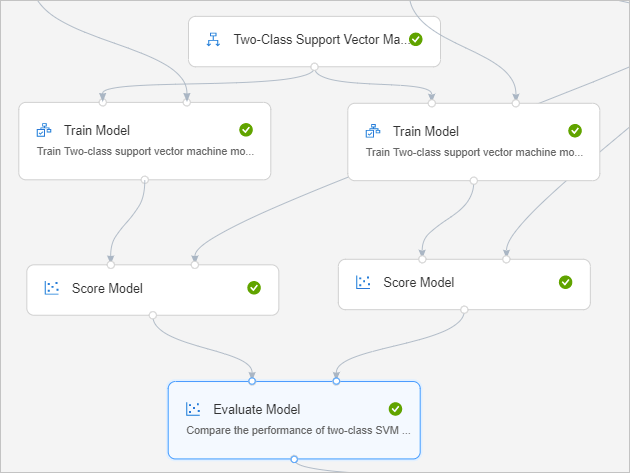 Two-Class Support Vector Ma...
Train Model
Train Two-class support vector machine mo...
Train Model
Train Two-class support vector machine mo...
Score Model
Score Model
Evaluate Model
Compare the performance of two-class SVM ...